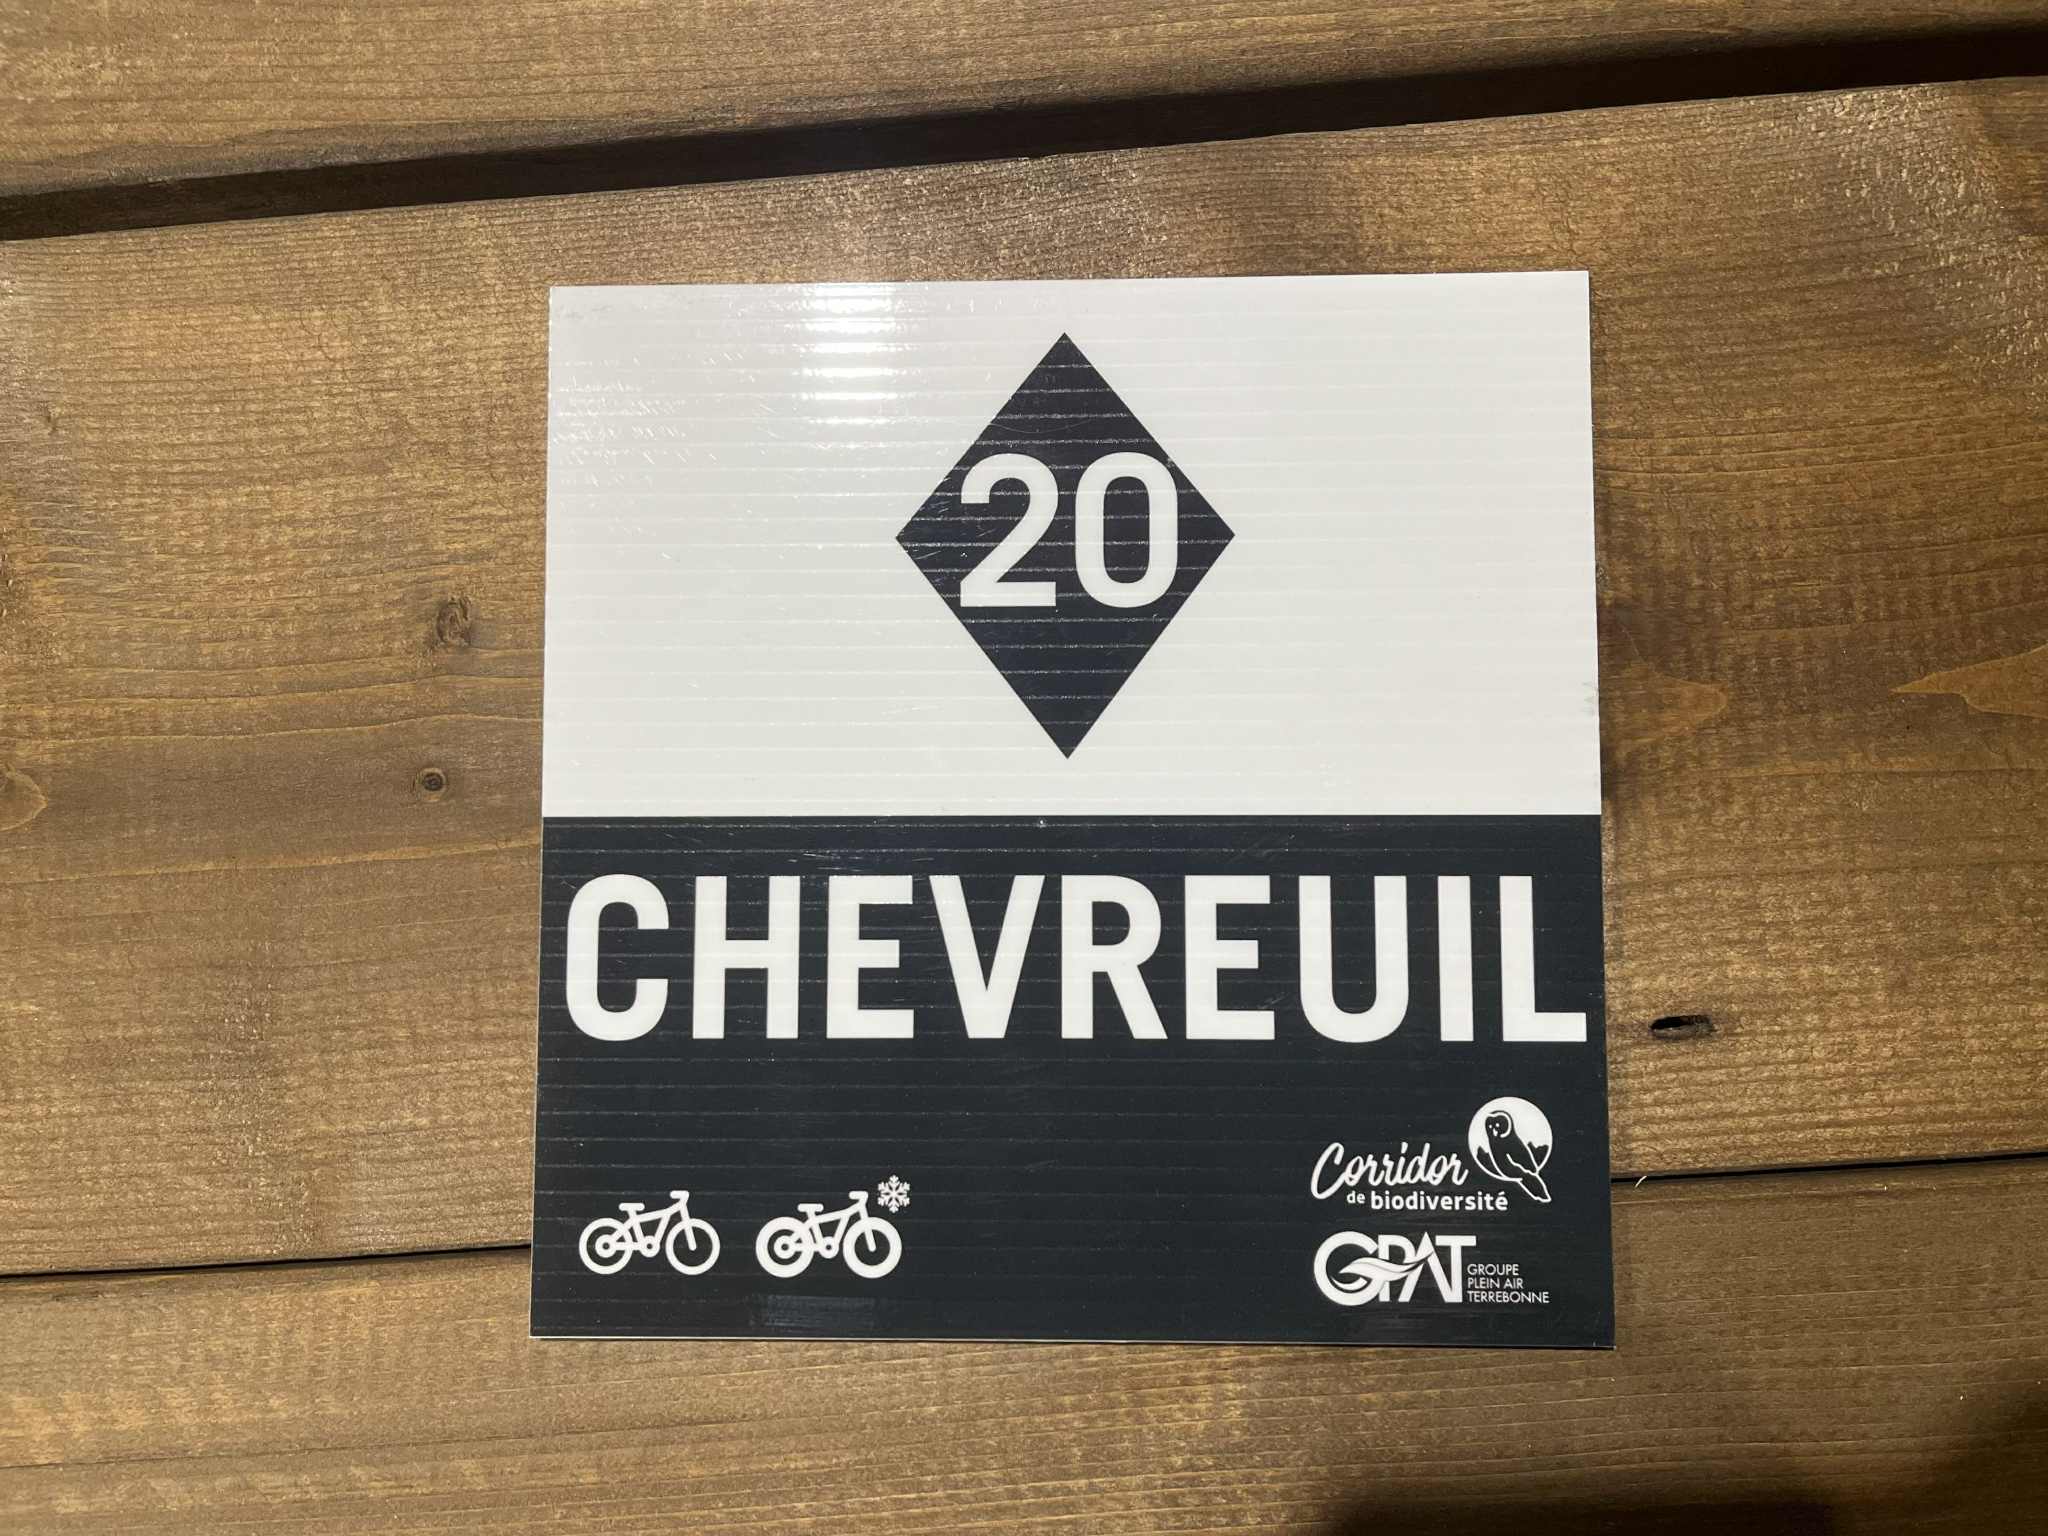 20
CHEVREUIL
Corridor
de biodiversité
GPAT
GROUPE
PLEIN AIR
TERREBONNE